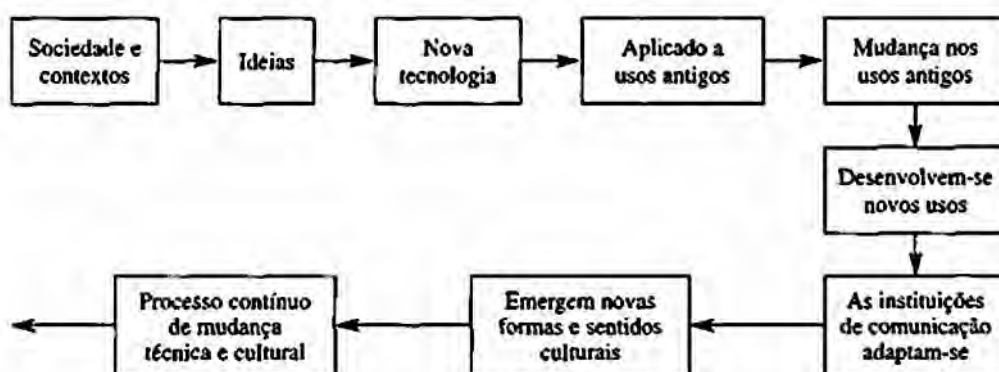 Sociedade e
contextos
Idéias
Nova
tecnologia
Aplicado a
usos antigos
Mudança nos
usos antigos
Desenvolvem-se
novos usos
As instituições
de comunicação
adaptam-se
Emergem novas
formas e sentidos
culturais
Processo contínuo
de mudança
técnica e cultural